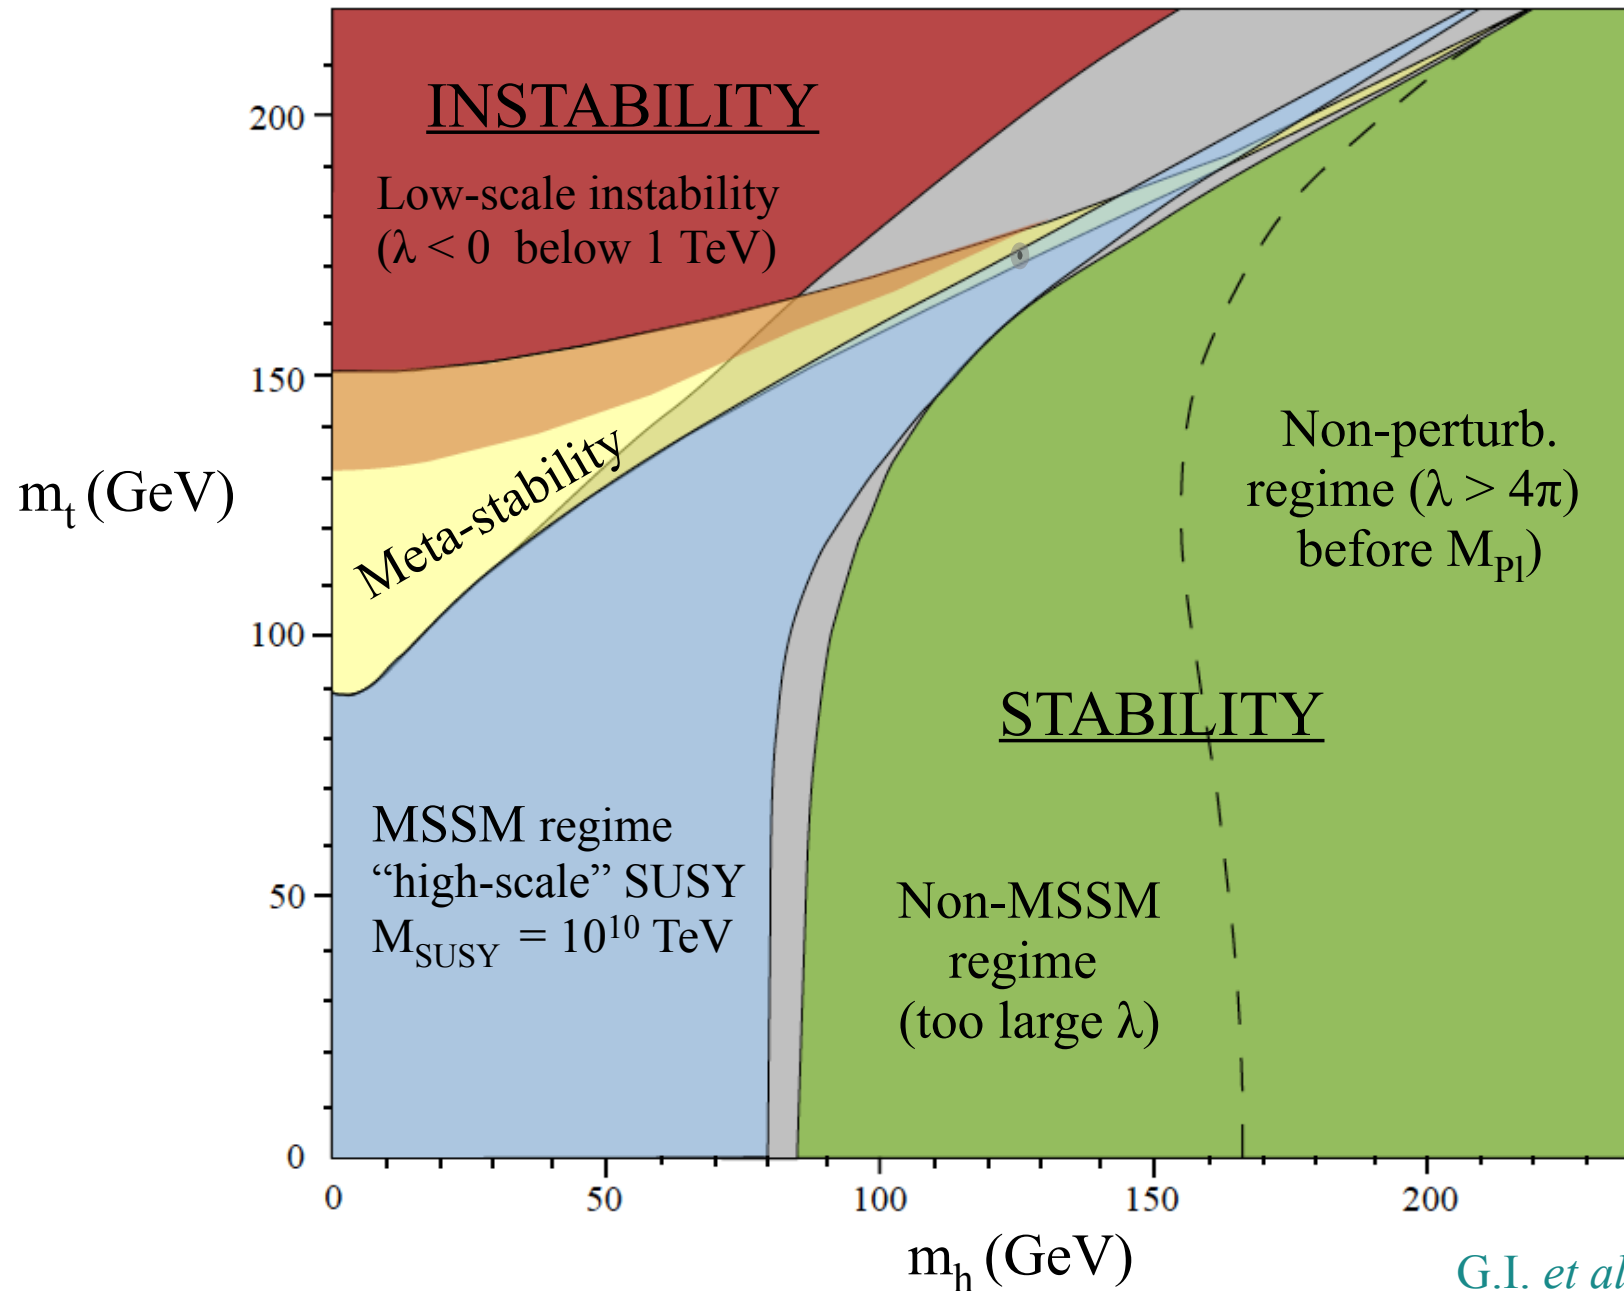 INSTABILITY
Low-scale instability
(λ < 0 below 1 TeV)
200
150
100
50
0
m_t (GeV)
Meta-stability
Non-perturb.
regime (λ > 4π)
before M_Pl)
STABILITY
MSSM regime
“high-scale” SUSY
M_SUSY = 10¹⁰ TeV
Non-MSSM
regime
(too large λ)
0 50 100 150 200
m_h (GeV)
G.I. et al